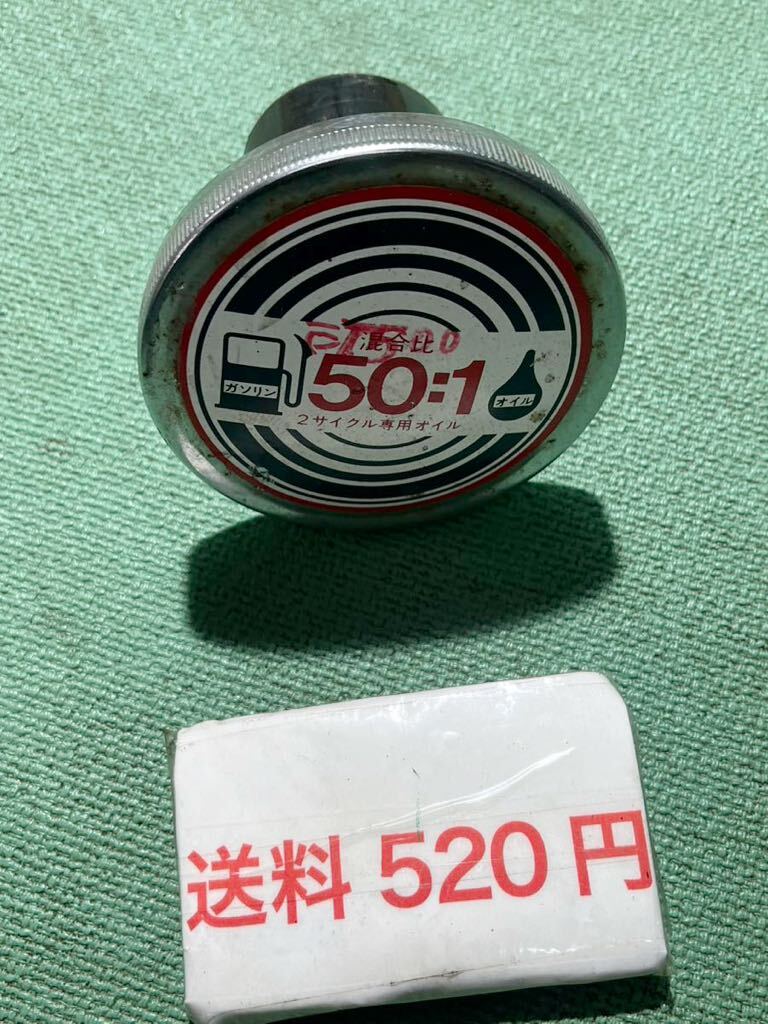 混合比
ガソリン
50:1
オイル
2サイクル専用オイル
送料 520 円